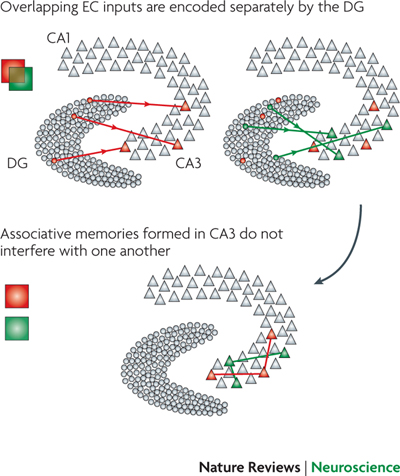 Overlapping EC inputs are encoded separately by the DG
CA1
DG
CA3
Associative memories formed in CA3 do not
interfere with one another
Nature Reviews | Neuroscience